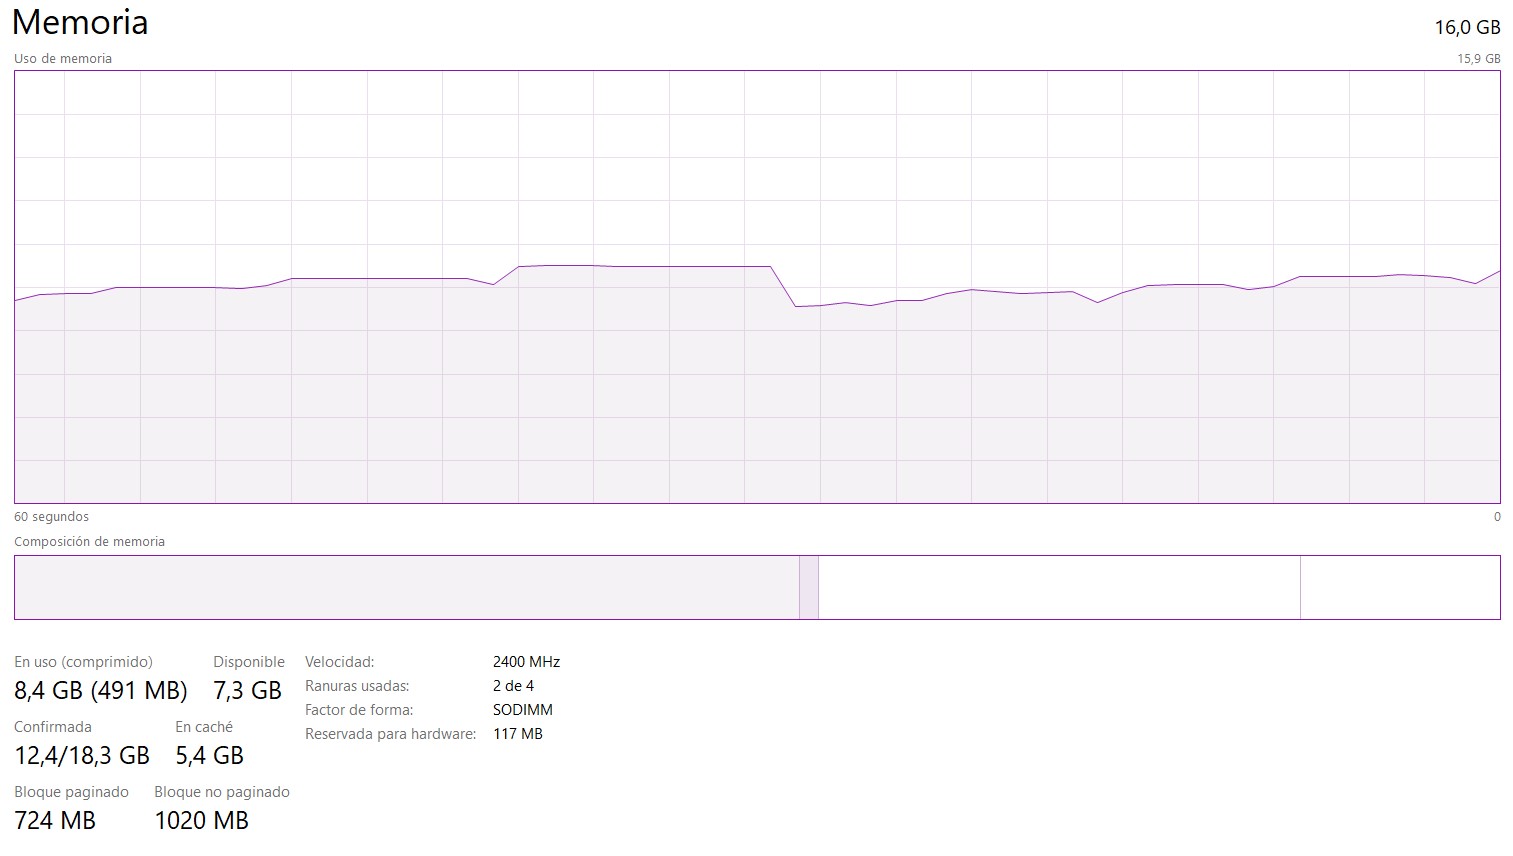 Memoria
16,0 GB
Uso de memoria
15,9 GB
60 segundos
0
Composición de memoria
En uso (comprimido)
8,4 GB (491 MB)
Disponible
7,3 GB
Confirmada
12,4/18,3 GB
En caché
5,4 GB
Bloque paginado
724 MB
Bloque no paginado
1020 MB
Velocidad: 2400 MHz
Ranuras usadas: 2 de 4
Factor de forma: SODIMM
Reservada para hardware: 117 MB